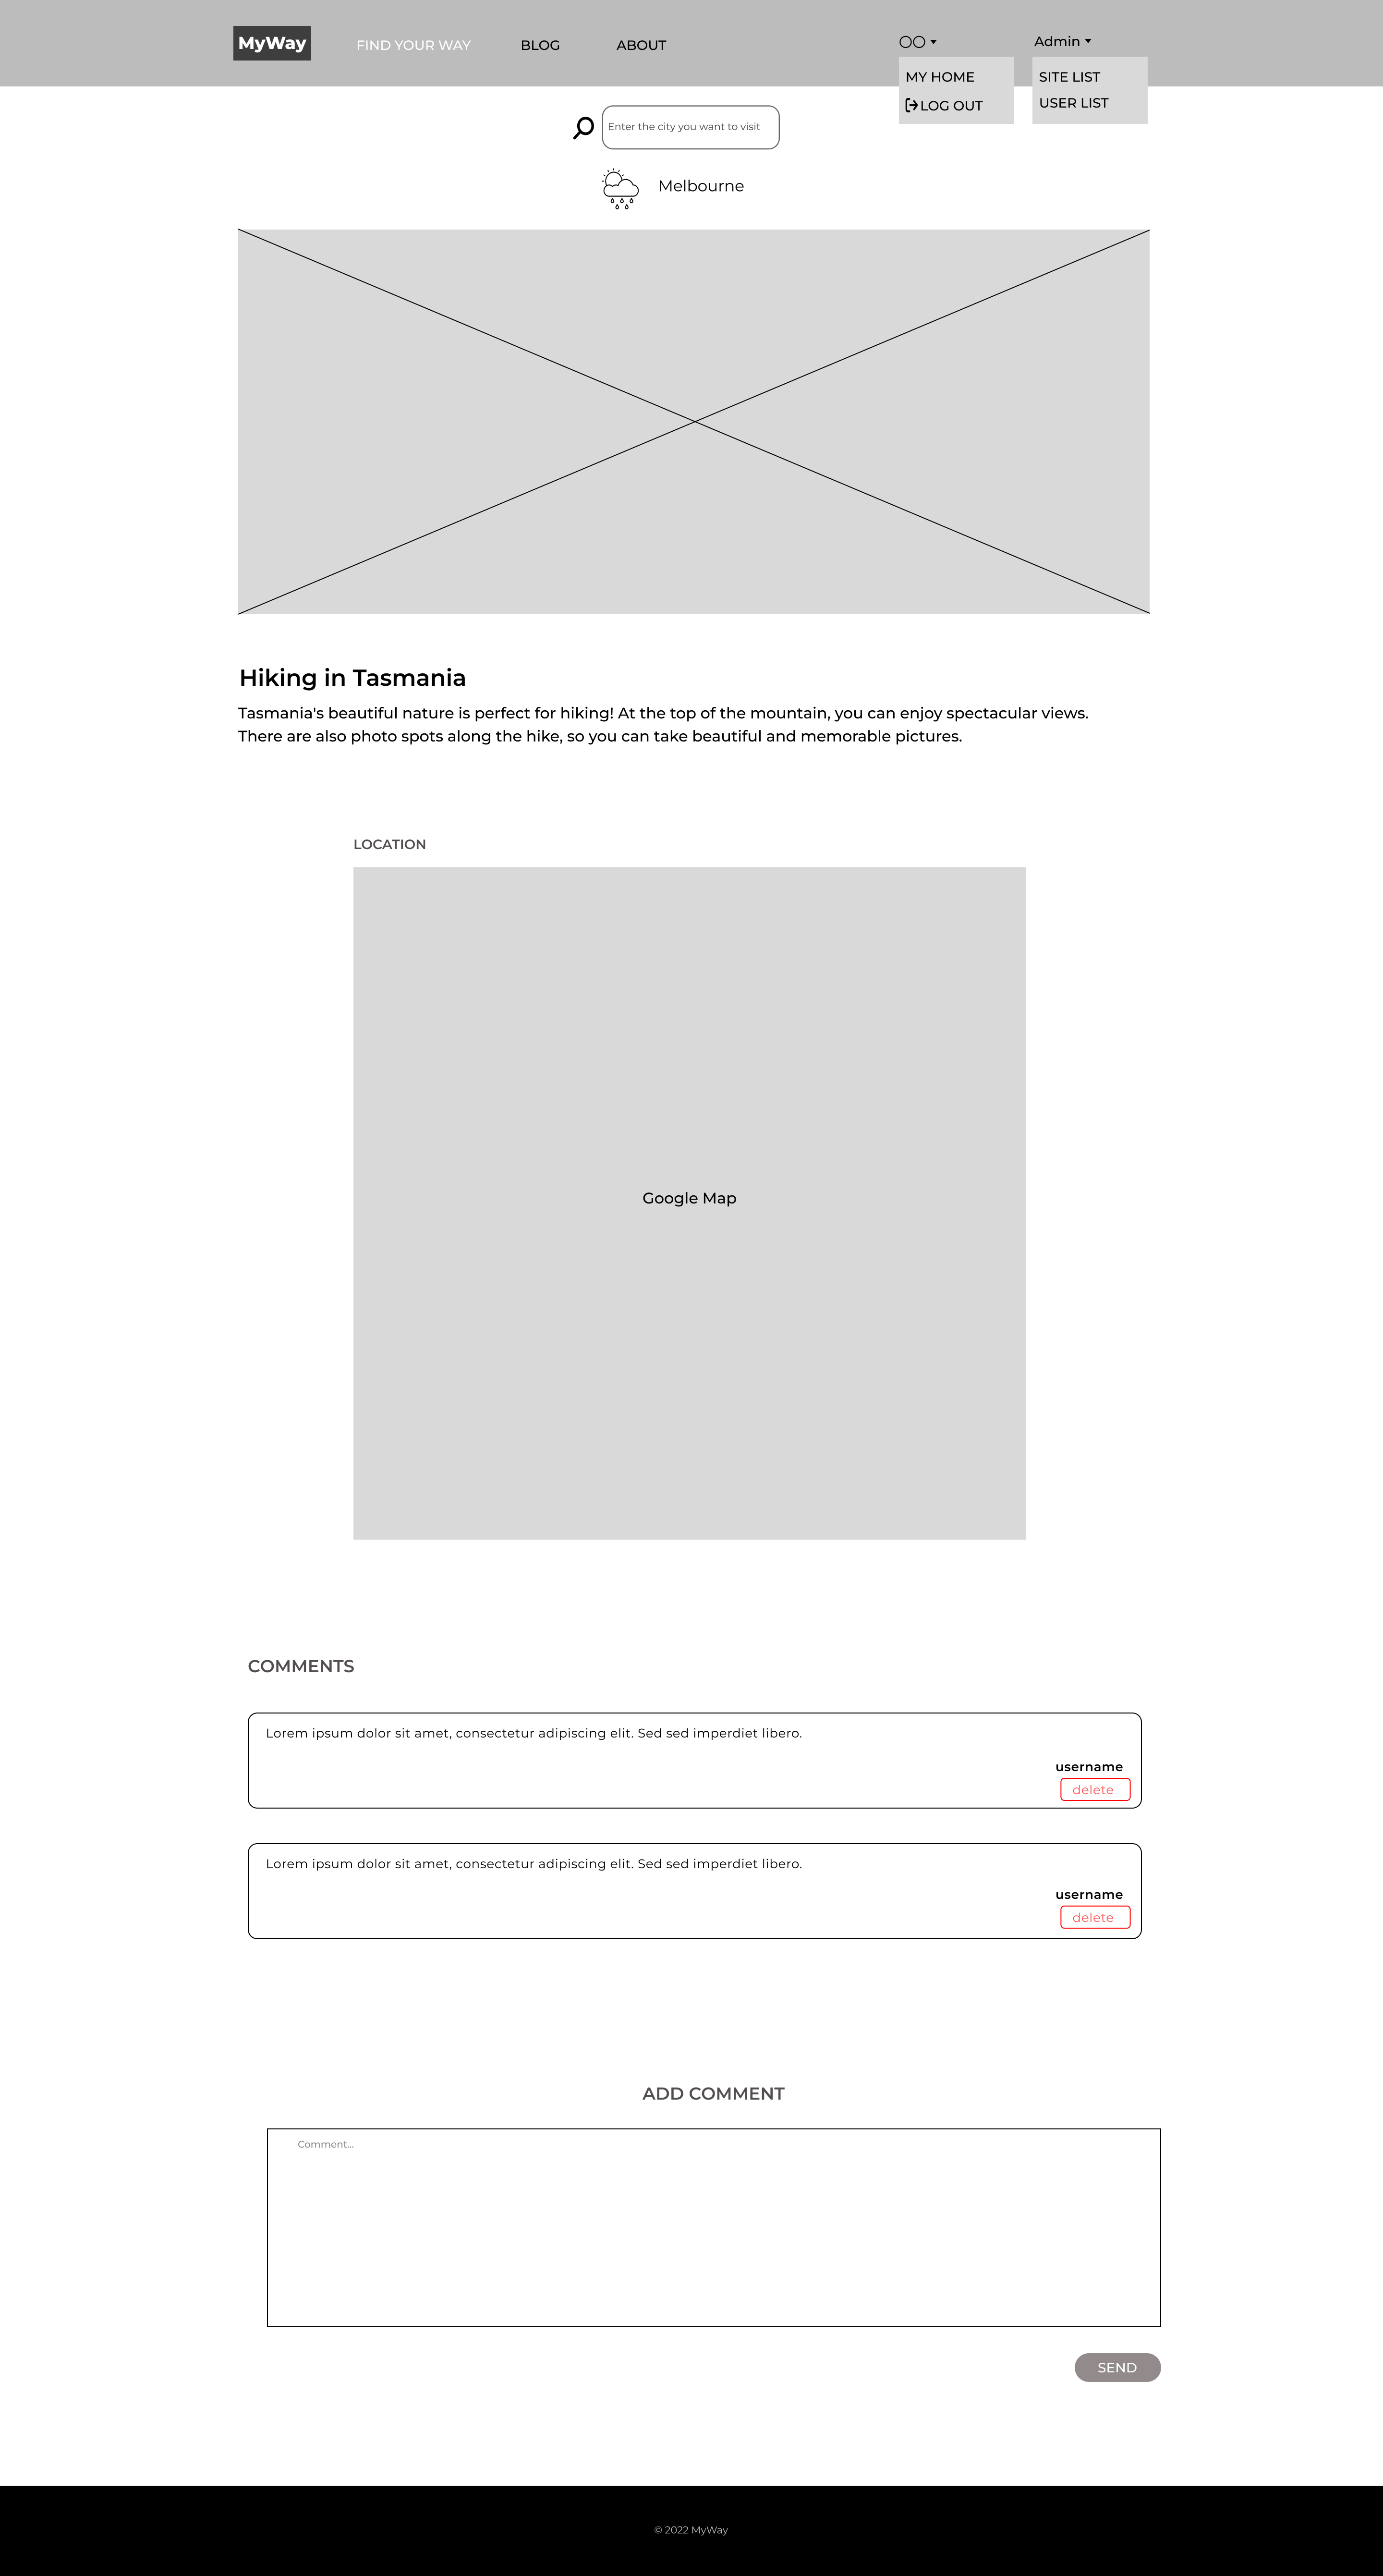 MyWay
FIND YOUR WAY
BLOG
ABOUT
〇〇
Admin
MY HOME
LOG OUT
SITE LIST
USER LIST
Enter the city you want to visit
Melbourne
Hiking in Tasmania
Tasmania's beautiful nature is perfect for hiking! At the top of the mountain, you can enjoy spectacular views.
There are also photo spots along the hike, so you can take beautiful and memorable pictures.
LOCATION
Google Map
COMMENTS
Lorem ipsum dolor sit amet, consectetur adipiscing elit. Sed sed imperdiet libero.
username
delete
Lorem ipsum dolor sit amet, consectetur adipiscing elit. Sed sed imperdiet libero.
username
delete
ADD COMMENT
Comment...
SEND
© 2022 MyWay